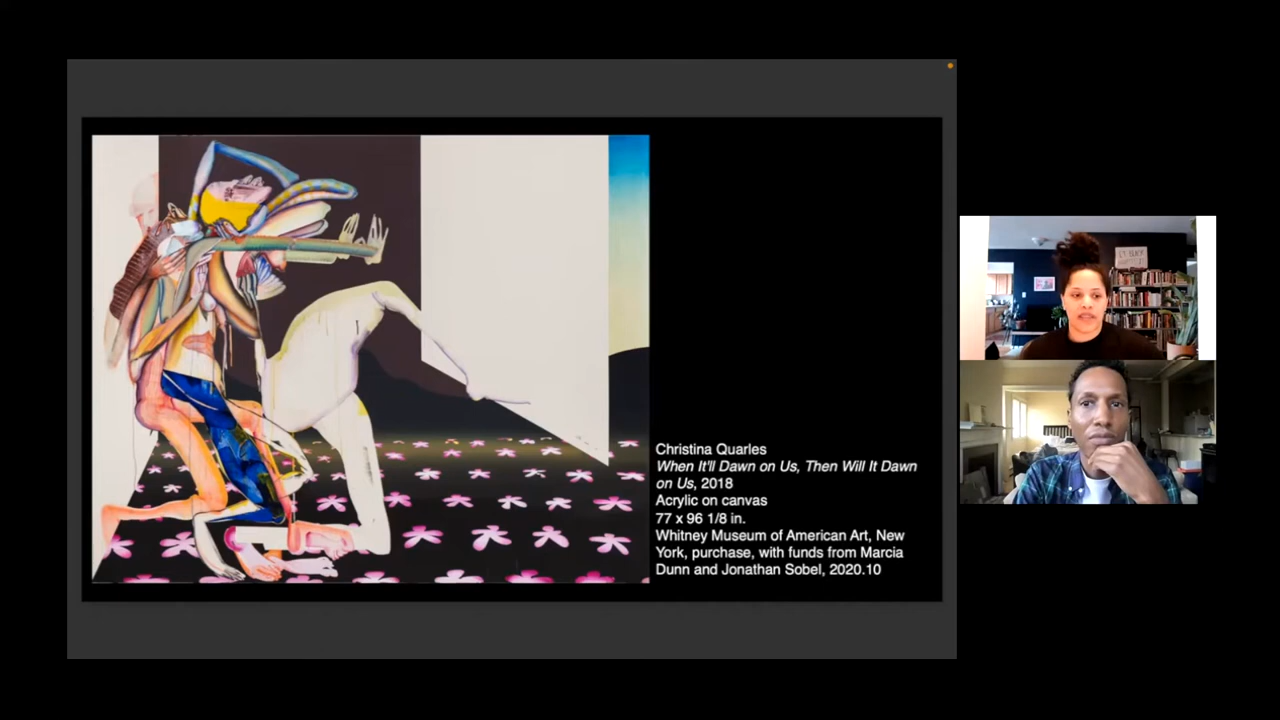 Christina Quarles
When It'll Dawn on Us, Then Will It Dawn
on Us, 2018
Acrylic on canvas
77 x 96 1/8 in.
Whitney Museum of American Art, New
York, purchase, with funds from Marcia
Dunn and Jonathan Sobel, 2020.10